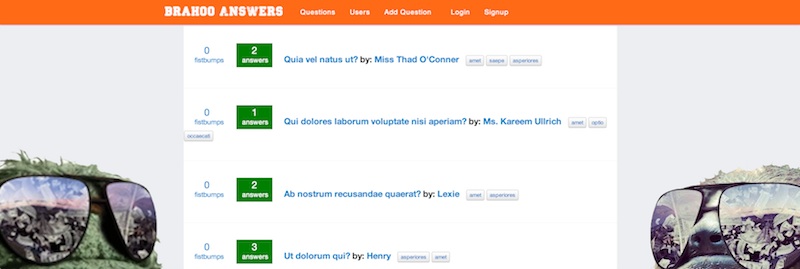 BRAHOO ANSWERS Questions Users Add Question Login Signup
0 fistbumps 2 answers Quia vel natus ut? by: Miss Thad O'Conner amet saepe asperiores
0 fistbumps 1 answers Qui dolores laborum voluptate nisi aperiam? by: Ms. Kareem Ullrich amet optio
occaecati
0 fistbumps 2 answers Ab nostrum recusandae quaerat? by: Lexie amet asperiores
0 fistbumps 3 answers Ut dolorum qui? by: Henry asperiores amet